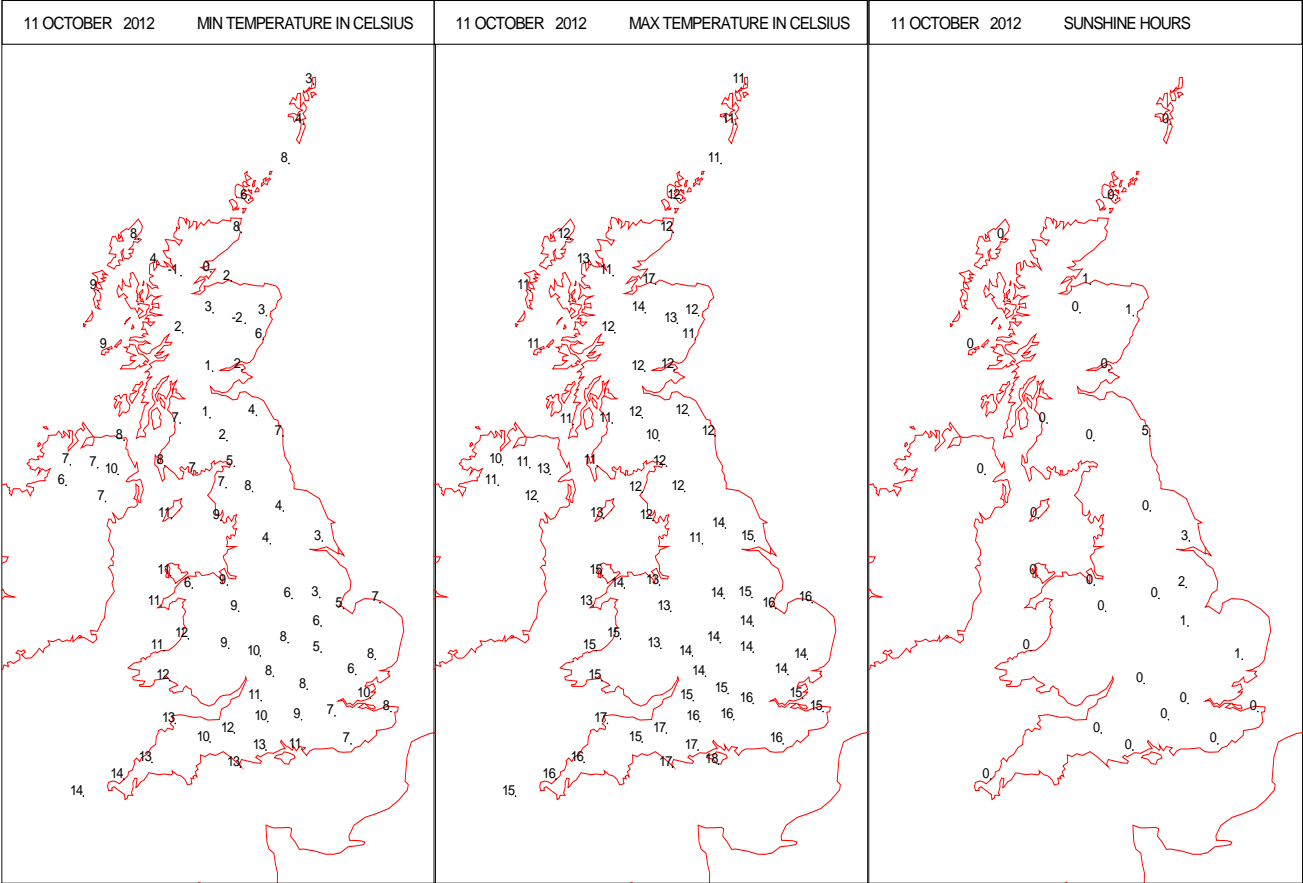 11 OCTOBER 2012 MIN TEMPERATURE IN CELSIUS 11 OCTOBER 2012 MAX TEMPERATURE IN CELSIUS 11 OCTOBER 2012 SUNSHINE HOURS
3. 11.
4. 11. 0.
8. 11.
6. 12. 0.
8. 8. 12. 12. 0.
4. 13.
-1. 0. 2. 11. 17. 1.
9. 11.
3. -2. 3. 14. 13. 12. 0. 1.
2. 6. 12. 11.
9. 11. 0.
1. 2. 12. 12. 0.
7. 1. 4. 11. 11. 12. 12. 0.
8. 2. 7. 10. 12. 0. 5.
7. 7. 10. 8. 7. 5. 10. 11. 13. 11. 12. 0.
6. 7. 8. 11. 12. 12.
7. 12.
11. 9. 4. 13. 12. 14. 0. 0.
4. 3. 11. 15. 3.
11. 6. 9. 15. 14. 13. 0. 0. 2.
11. 9. 6. 3. 5. 7. 13. 13. 14. 15. 16. 16. 0. 0.
6. 14. 1.
11. 12. 9. 8. 5. 15. 15. 13. 14. 14. 0.
10. 8. 14. 14. 1.
12. 8. 6. 15. 14. 14. 0.
11. 8. 10. 15. 15. 16. 15. 0.
13. 10. 9. 7. 8. 17. 16. 16. 15. 0. 0.
10. 12. 15. 17. 0.
13. 11. 7. 17. 16. 0. 0.
13. 13. 16. 17. 18.
14. 16. 0.
14. 15.